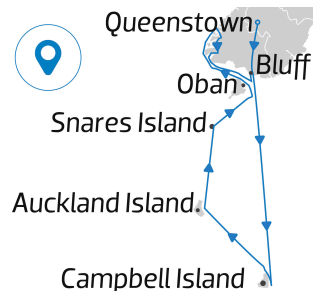 Queenstown
Bluff
Oban
Snares Island
Auckland Island
Campbell Island